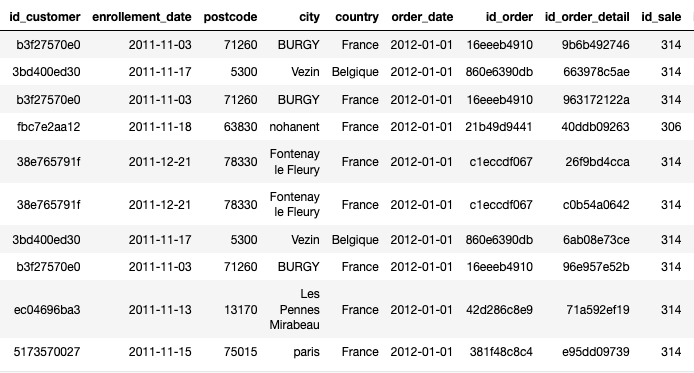 id_customer enrollment_date postcode city country order_date id_order id_order_detail id_sale
b3f27570e0 2011-11-03 71260 BURGY France 2012-01-01 16eeeb4910 9b6b492746 314
3bd400ed30 2011-11-17 5300 Vezin Belgique 2012-01-01 860e6390db 663978c5ae 314
b3f27570e0 2011-11-03 71260 BURGY France 2012-01-01 16eeeb4910 963172122a 314
fbc7e2aa12 2011-11-18 63830 nohanent France 2012-01-01 21b49d9441 40ddb09263 306
38e765791f 2011-12-21 78330 Fontenay le Fleury France 2012-01-01 c1eccdf067 26f9bd4cca 314
38e765791f 2011-12-21 78330 Fontenay le Fleury France 2012-01-01 c1eccdf067 c0b54a0642 314
3bd400ed30 2011-11-17 5300 Vezin Belgique 2012-01-01 860e6390db 6ab08e73ce 314
b3f27570e0 2011-11-03 71260 BURGY France 2012-01-01 16eeeb4910 96e957e52b 314
ec04696ba3 2011-11-13 13170 Les Pennes Mirabeau France 2012-01-01 42d286c8e9 71a592ef19 314
5173570027 2011-11-15 75015 paris France 2012-01-01 381f48c8c4 e95dd09739 314